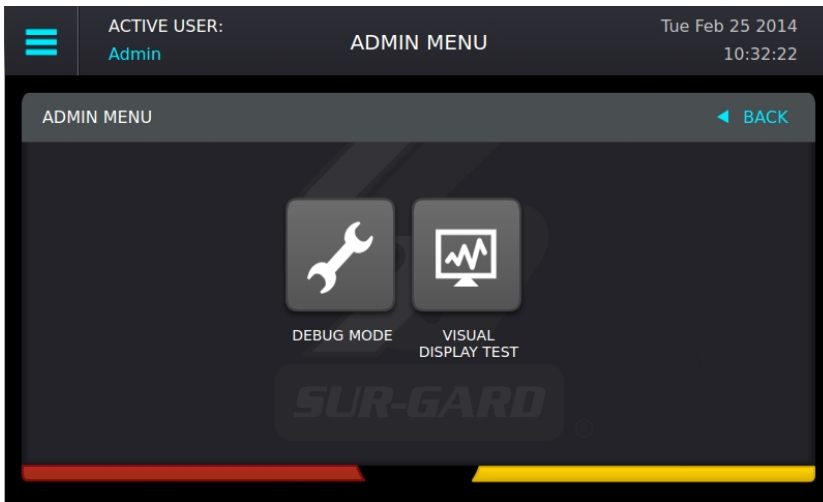 ACTIVE USER:
Admin
ADMIN MENU
Tue Feb 25 2014
10:32:22
ADMIN MENU
◀ BACK
DEBUG MODE
VISUAL
DISPLAY TEST
SUR-GARD
®